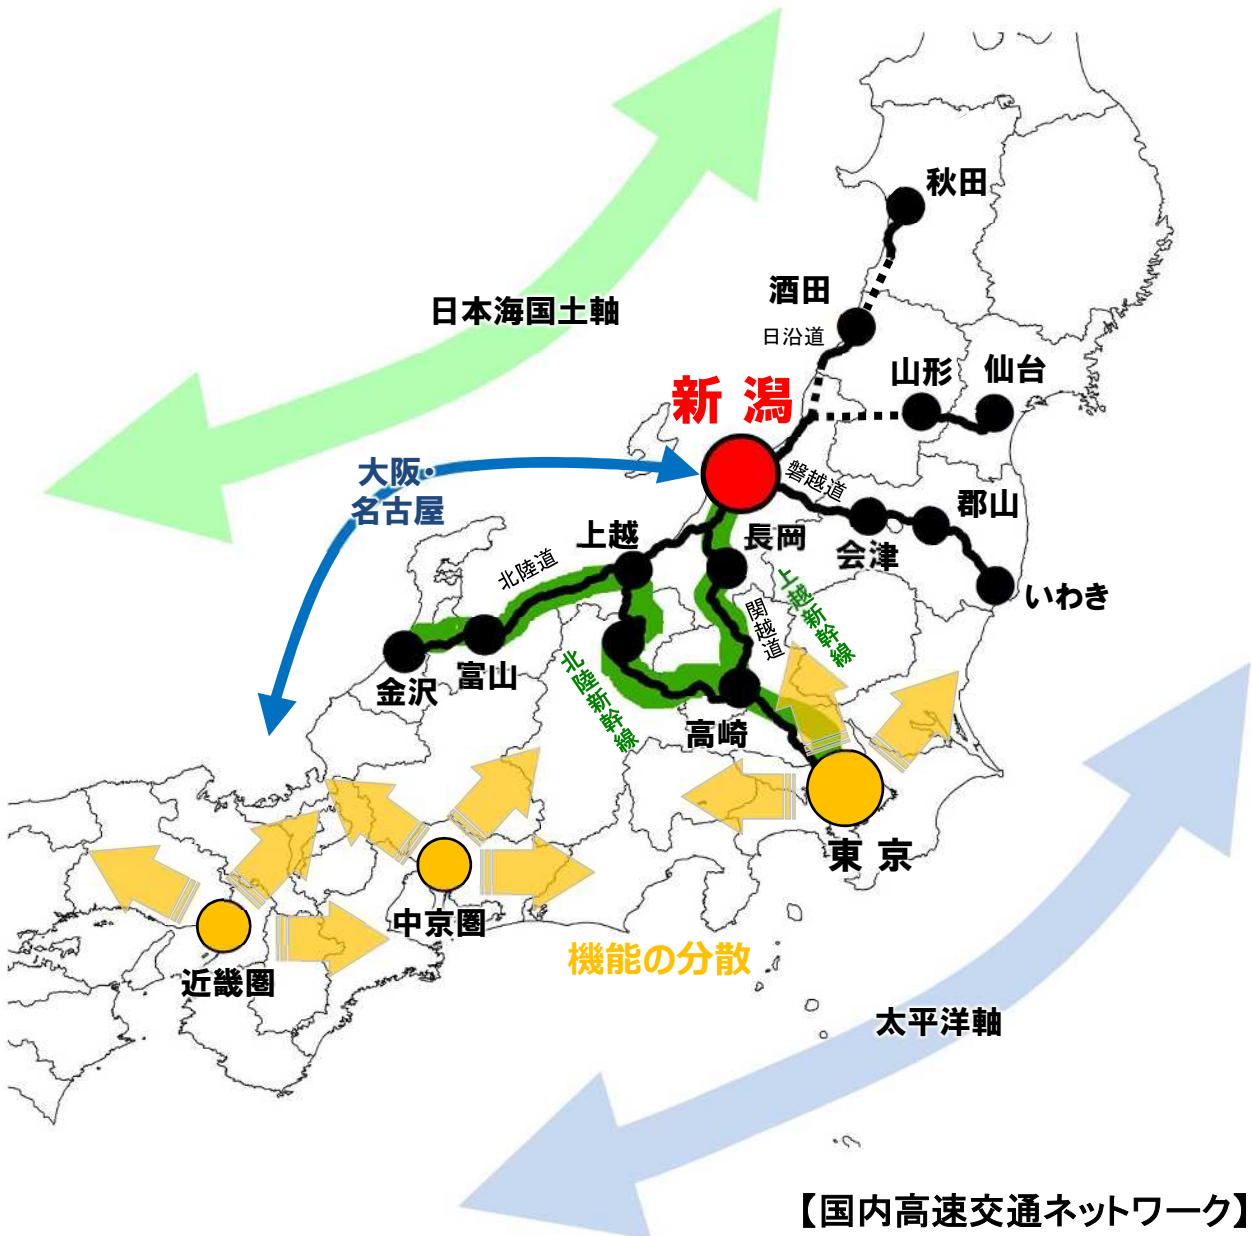 秋田
酒田
日本海国土軸
日沿道
山形
仙台
新潟
大阪・
名古屋
磐越道
郡山
上越
長岡
会津
北陸道
上越新幹線
いわき
関越道
富山
金沢
北陸新幹線
高崎
東京
中京圏
機能の分散
近畿圏
太平洋軸
【国内高速交通ネットワーク】